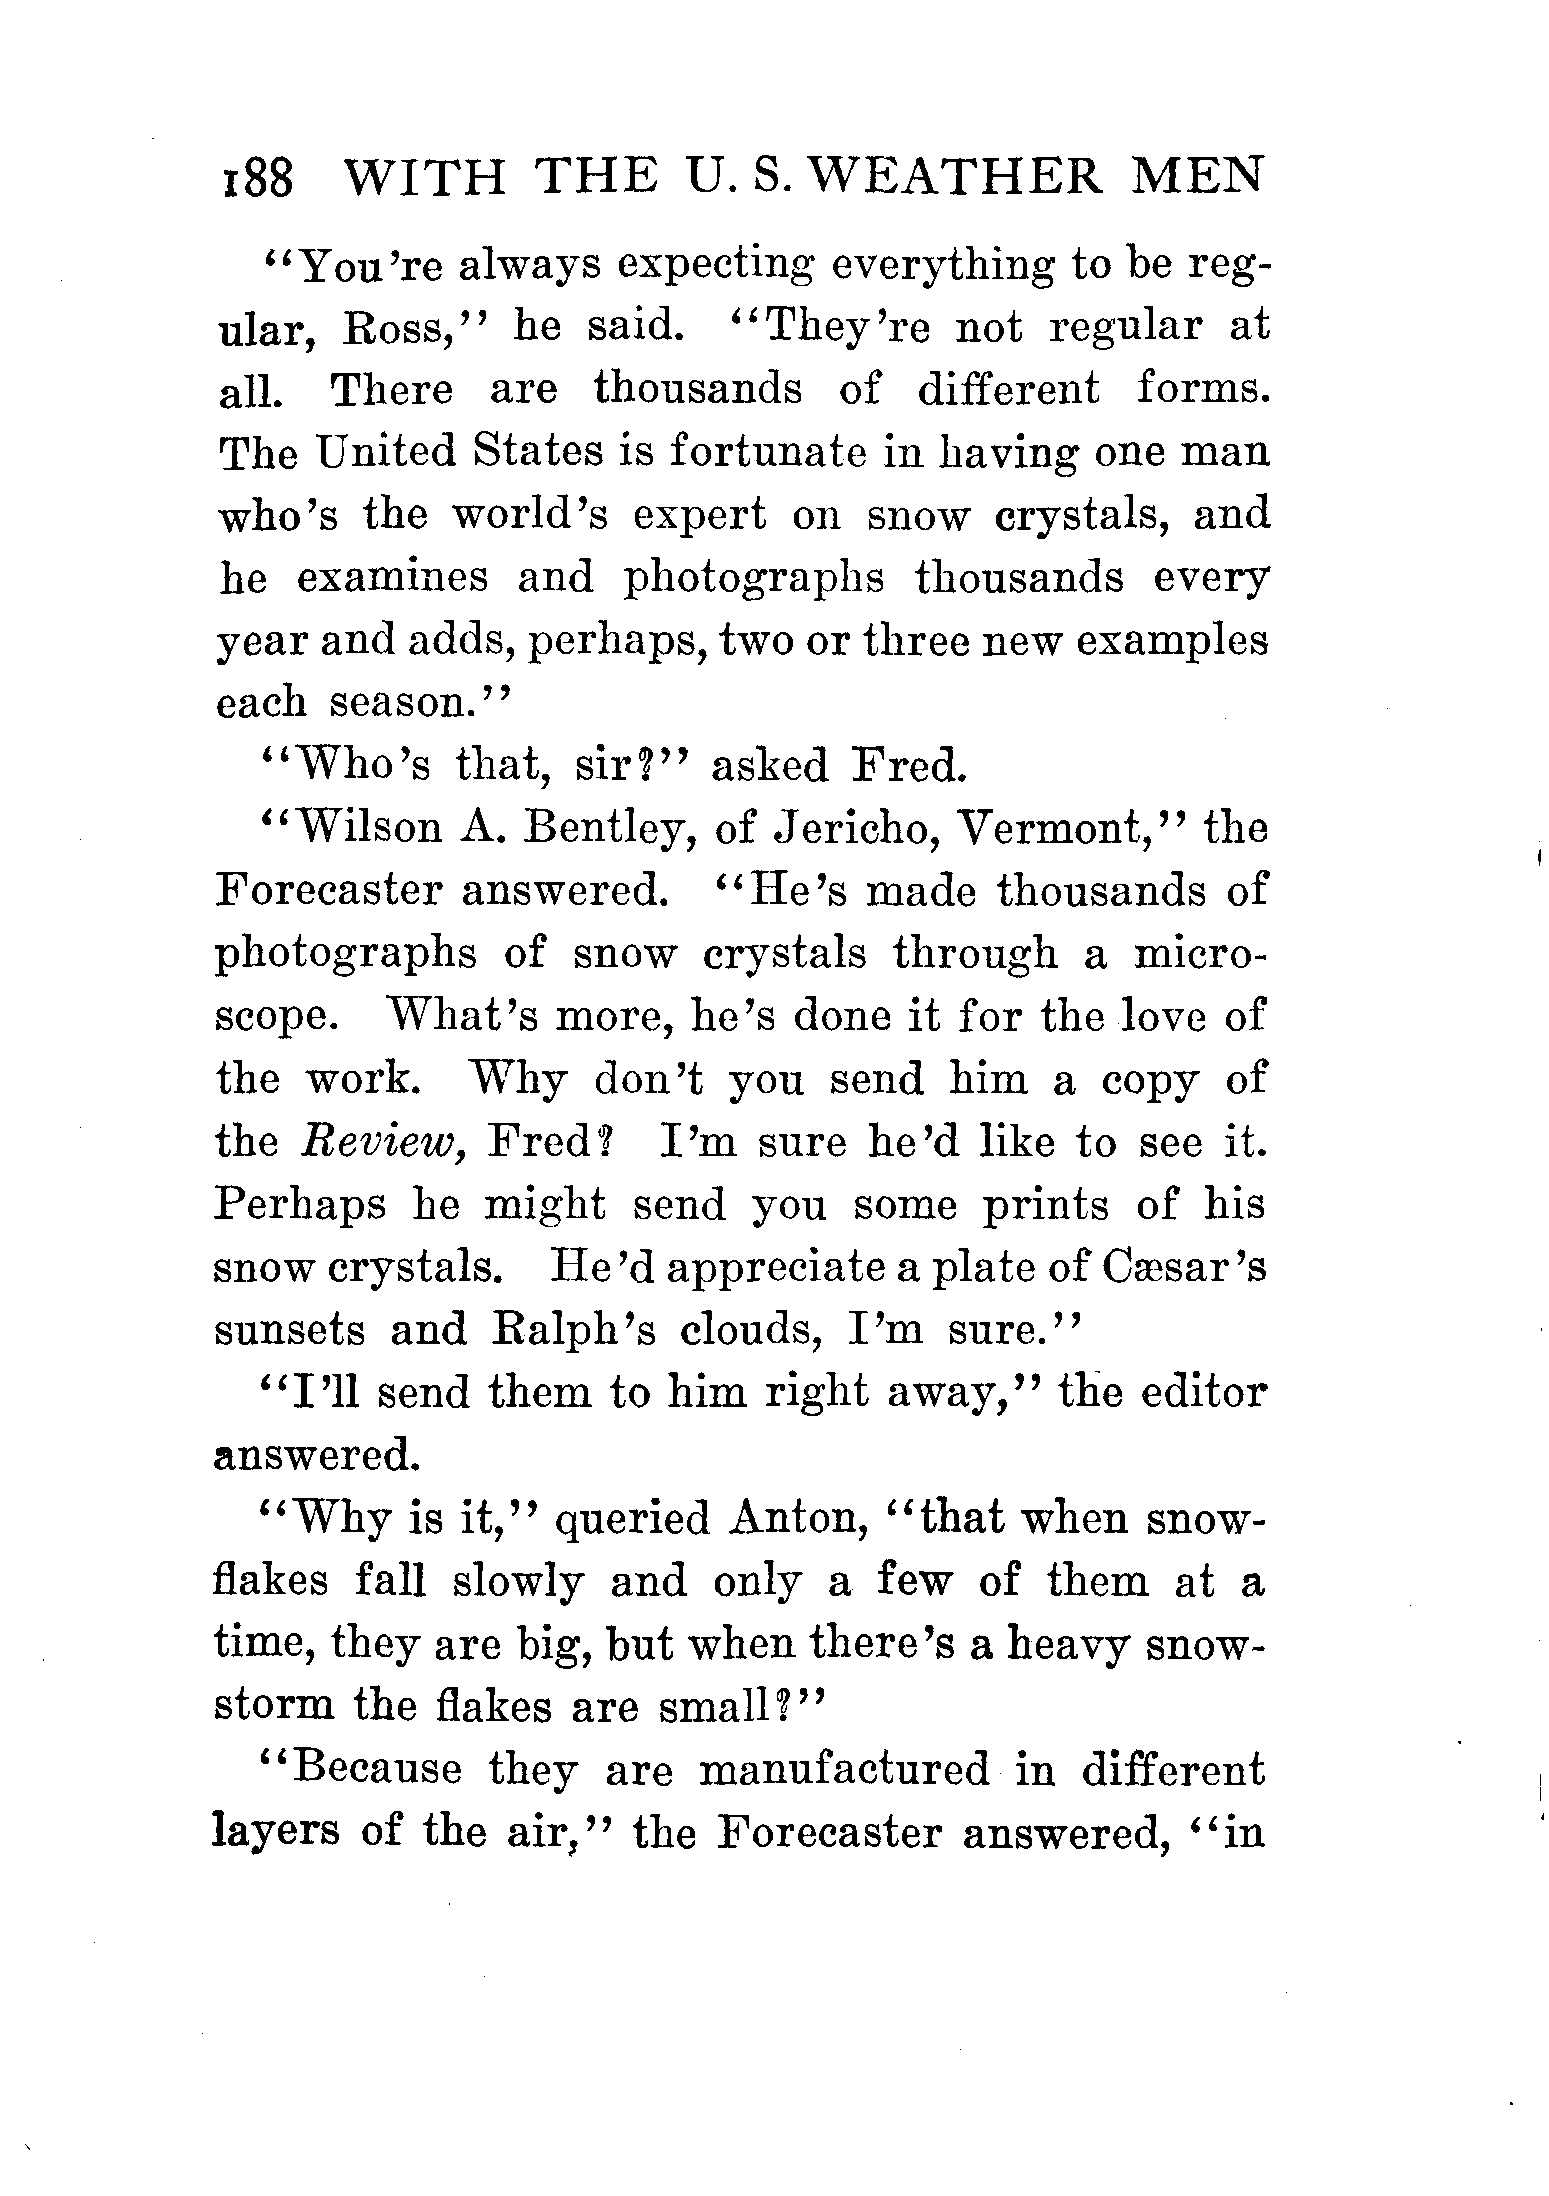 188 WITH THE U. S. WEATHER MEN
"You're always expecting everything to be reg-
ular, Ross," he said. "They're not regular at
all. There are thousands of different forms.
The United States is fortunate in having one man
who's the world's expert on snow crystals, and
he examines and photographs thousands every
year and adds, perhaps, two or three new examples
each season."
"Who's that, sir?" asked Fred.
"Wilson A. Bentley, of Jericho, Vermont," the
Forecaster answered. "He's made thousands of
photographs of snow crystals through a micro-
scope. What's more, he's done it for the love of
the work. Why don't you send him a copy of
the Review, Fred? I'm sure he'd like to see it.
Perhaps he might send you some prints of his
snow crystals. He'd appreciate a plate of Cæsar's
sunsets and Ralph's clouds, I'm sure."
"I'll send them to him right away," the editor
answered.
"Why is it," queried Anton, "that when snow-
flakes fall slowly and only a few of them at a
time, they are big, but when there's a heavy snow-
storm the flakes are small?"
"Because they are manufactured in different
layers of the air," the Forecaster answered, "in